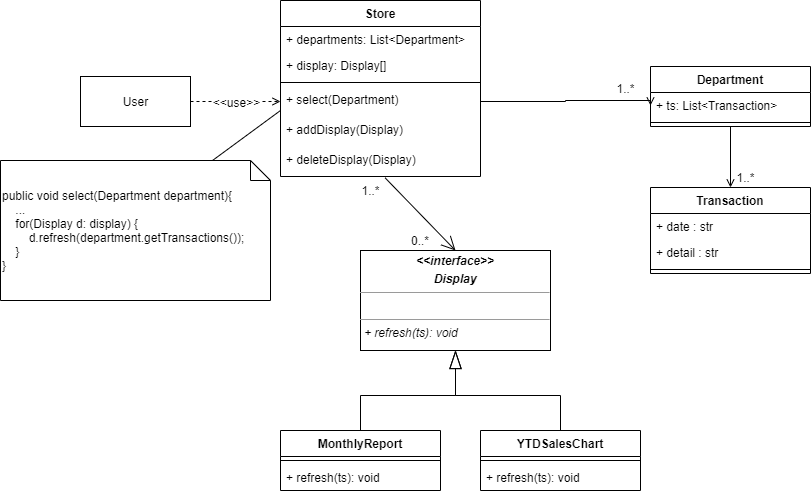 Store
+ departments: List<Department>
+ display: Display[]
+ select(Department)
+ addDisplay(Display)
+ deleteDisplay(Display)
User
<<use>>
1..*
Department
+ ts: List<Transaction>
1..*
Transaction
+ date : str
+ detail : str
public void select(Department department){
...
for(Display d: display) {
d.refresh(department.getTransactions());
}
}
1..*
0..*
<<interface>>
Display
+ refresh(ts): void
MonthlyReport
+ refresh(ts): void
YTDSalesChart
+ refresh(ts): void